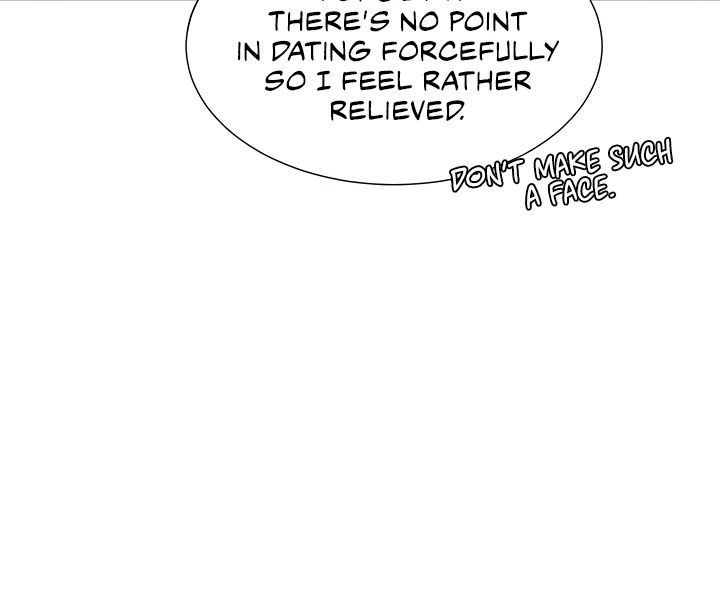 THERE'S NO POINT
IN DATING FORCEFULLY
SO I FEEL RATHER
RELIEVED.
DON'T MAKE SUCH
A FACE.